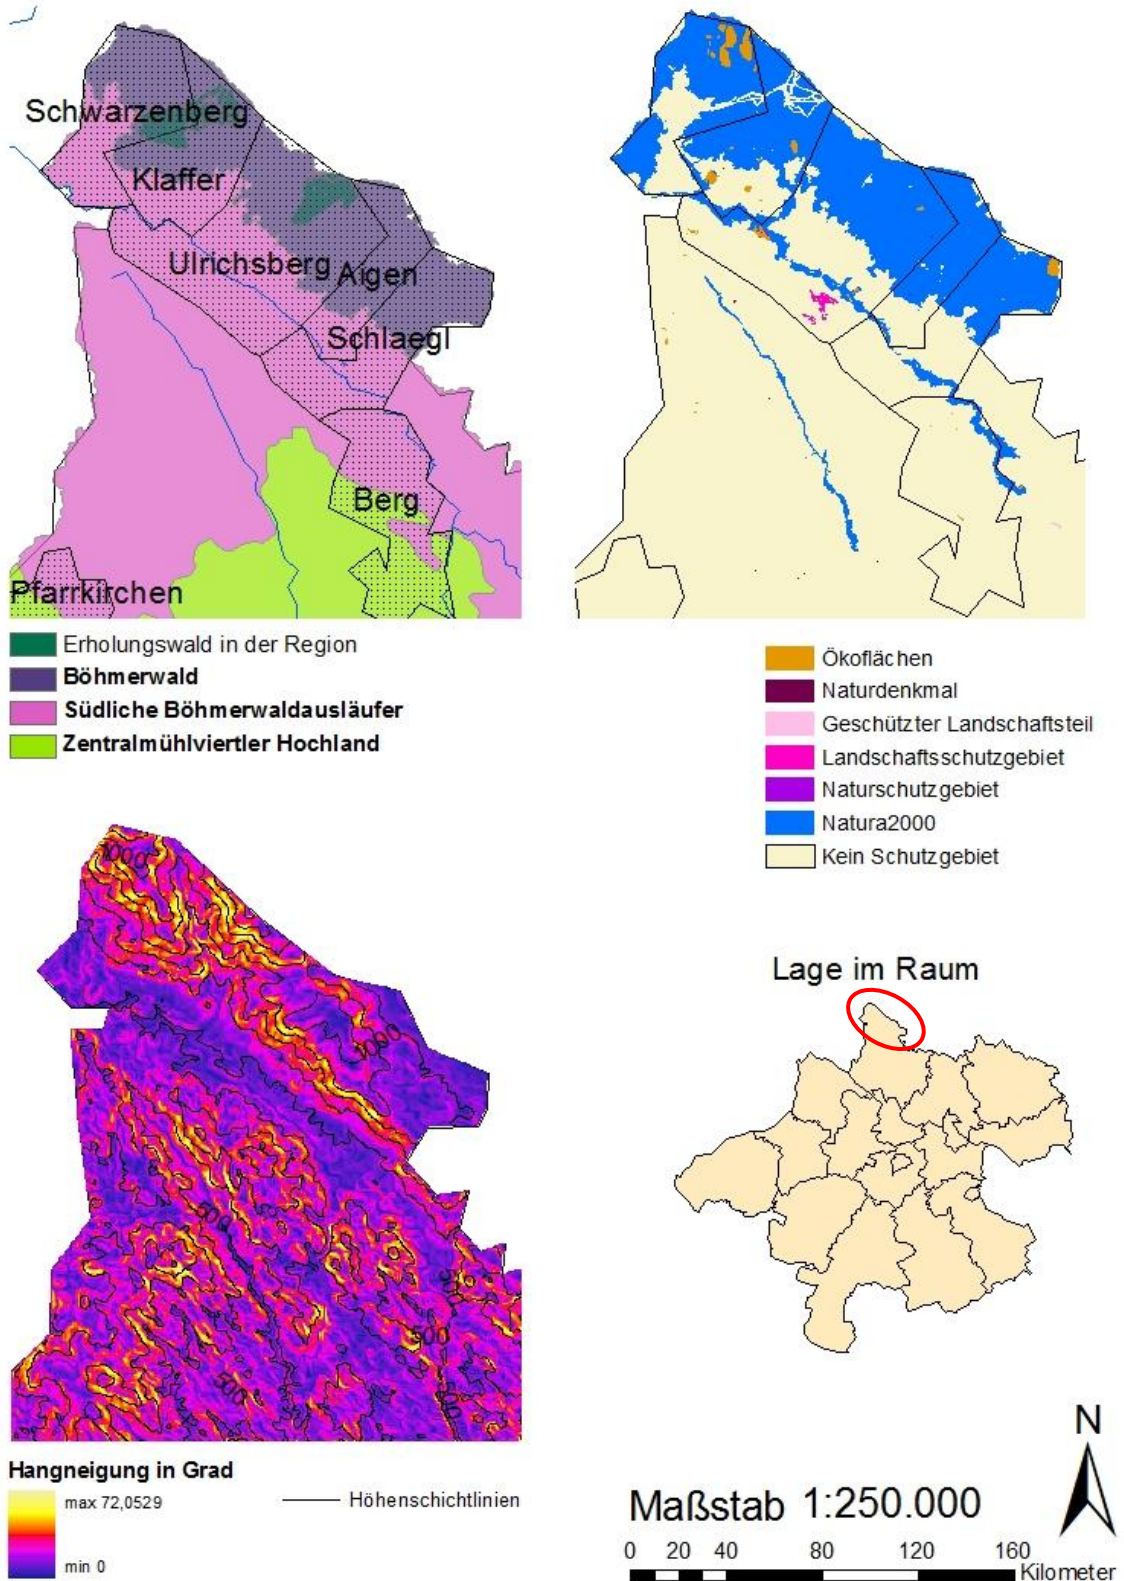 Schwarzenberg
Klaffer
Ulrichsberg
Aigen
Schlaegl
Berg
Pfarrkirchen
Erholungswald in der Region
Böhmerwald
Südliche Böhmerwaldausläufer
Zentralmühlviertler Hochland
Ökoflächen
Naturdenkmal
Geschützter Landschaftsteil
Landschaftsschutzgebiet
Naturschutzgebiet
Natura2000
Kein Schutzgebiet
1000
1000
500
500
500
Hangneigung in Grad
max 72,0529
min 0
Höhenschichtlinien
Lage im Raum
N
Maßstab 1:250.000
0 20 40 80 120 160
Kilometer